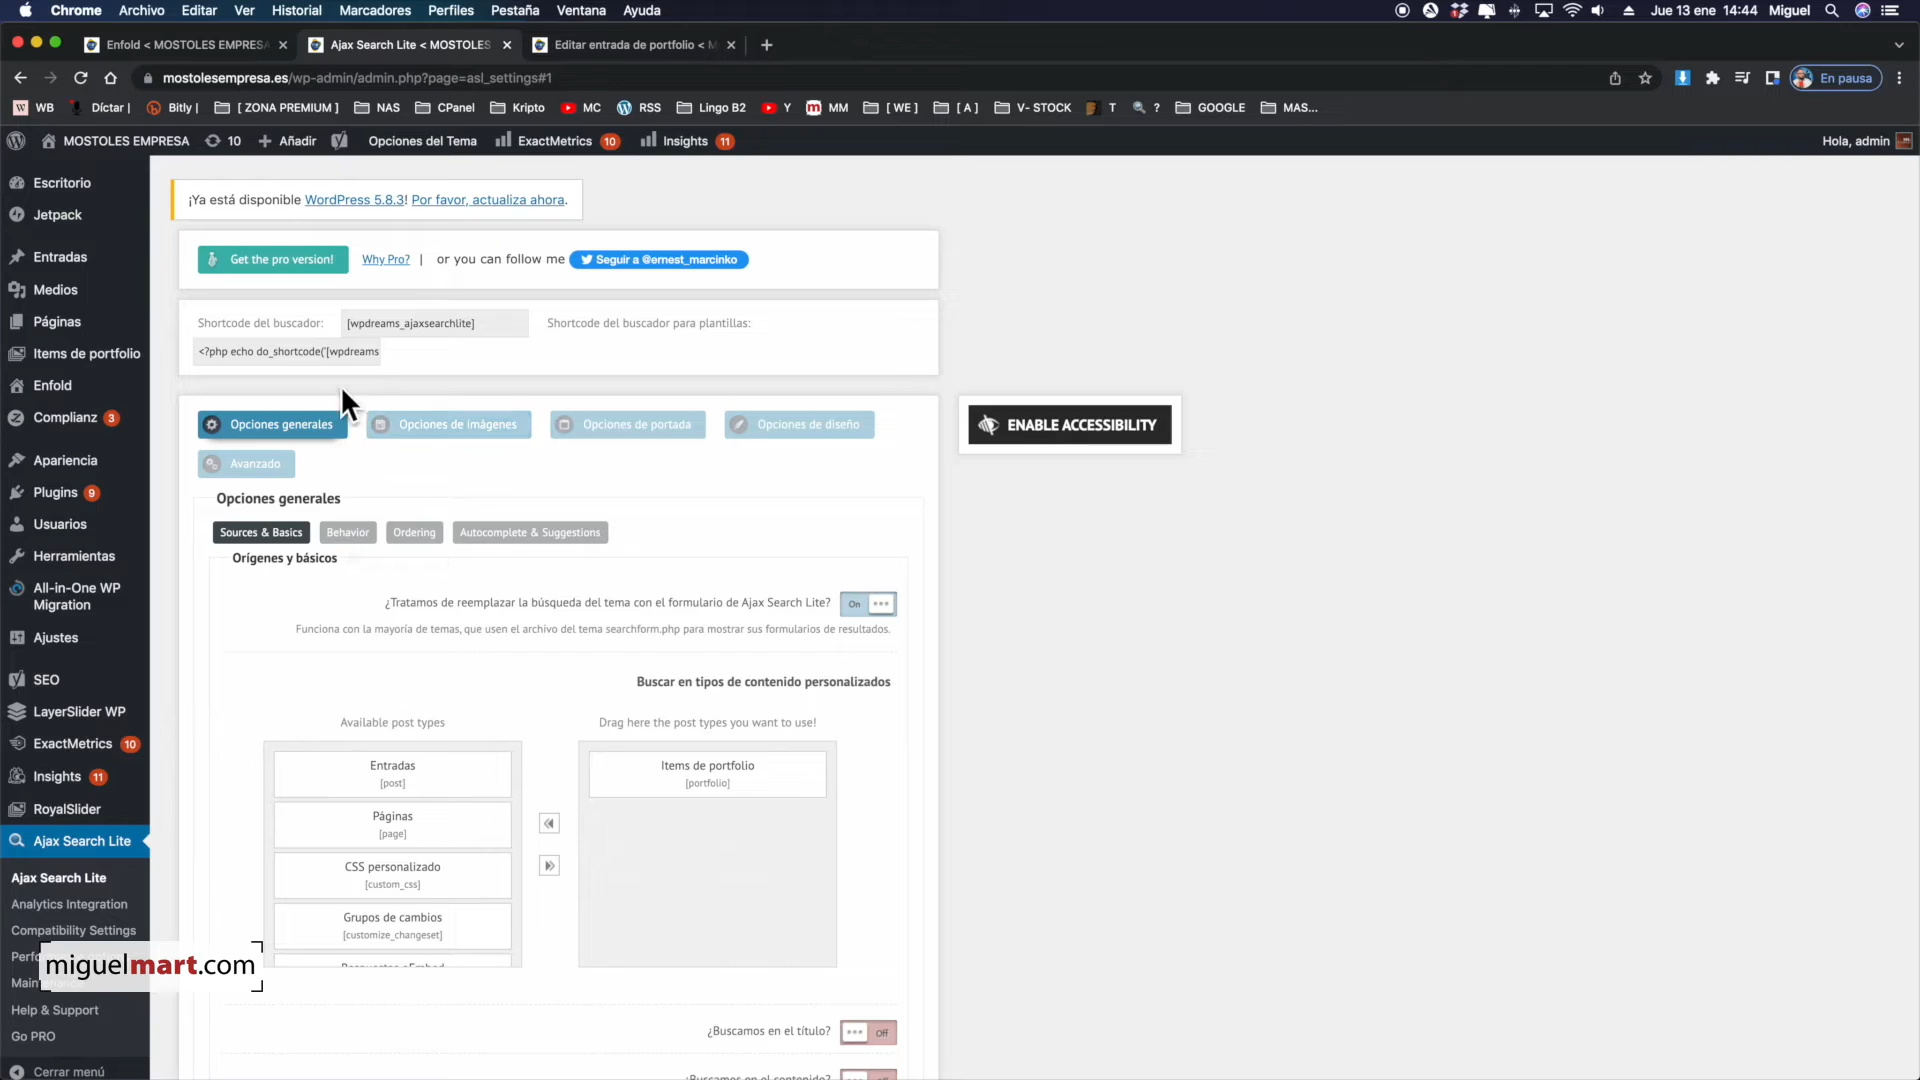 Chrome Archivo Editar Ver Historial Marcadores Perfiles Pestaña Ventana Ayuda
Jue 13 ene 14:44 Miguel
Enfold < MOSTOLES EMPRESA
Ajax Search Lite < MOSTOLES
Editar entrada de portfolio < M
mostolesempresa.es/wp-admin/admin.php?page=asl_settings#1
En pausa
WB Díctar | Bitly | [ ZONA PREMIUM ] NAS CPanel Kripto MC RSS Lingo B2 Y MM [ WE ] [ A ] V- STOCK T ? GOOGLE MAS...
MOSTOLES EMPRESA 10 Añadir Opciones del Tema ExactMetrics 10 Insights 11
Hola, admin
Escritorio
Jetpack
Entradas
Medios
Páginas
Items de portfolio
Enfold
Complianz 3
Apariencia
Plugins 9
Usuarios
Herramientas
All-in-One WP
Migration
Ajustes
SEO
LayerSlider WP
ExactMetrics 10
Insights 11
RoyalSlider
Ajax Search Lite
Ajax Search Lite
Analytics Integration
Compatibility Settings
Help & Support
Go PRO
Cerrar menú
miguelmart.com
¡Ya está disponible WordPress 5.8.3! Por favor, actualiza ahora.
Get the pro version! Why Pro? | or you can follow me Seguir a @ernest_marcinko
Shortcode del buscador: [wpdreams_ajaxsearchlite] Shortcode del buscador para plantillas:
<?php echo do_shortcode('[wpdreams
Opciones generales Opciones de imágenes Opciones de portada Opciones de diseño
Avanzado
ENABLE ACCESSIBILITY
Opciones generales
Sources & Basics Behavior Ordering Autocomplete & Suggestions
Orígenes y básicos
¿Tratamos de reemplazar la búsqueda del tema con el formulario de Ajax Search Lite? On
Funciona con la mayoría de temas, que usen el archivo del tema searchform.php para mostrar sus formularios de resultados.
Buscar en tipos de contenido personalizados
Available post types
Drag here the post types you want to use!
Entradas
[post]
Páginas
[page]
CSS personalizado
[custom_css]
Grupos de cambios
[customize_changeset]
Items de portfolio
[portfolio]
¿Buscamos en el título? Off
¿Buscamos en el contenido?